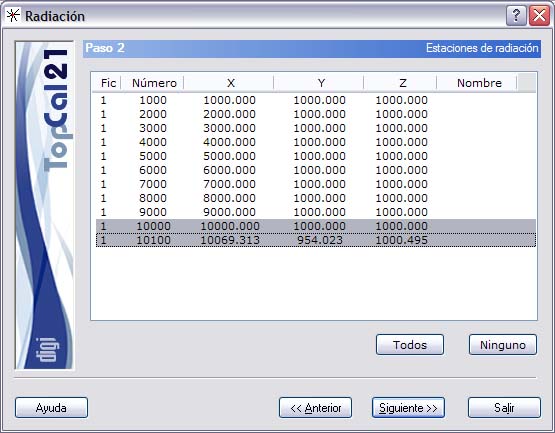 Radiación
Paso 2 Estaciones de radiación
TopCal21
digi
Fic Número X Y Z Nombre
1 1000 1000.000 1000.000 1000.000
1 2000 2000.000 1000.000 1000.000
1 3000 3000.000 1000.000 1000.000
1 4000 4000.000 1000.000 1000.000
1 5000 5000.000 1000.000 1000.000
1 6000 6000.000 1000.000 1000.000
1 7000 7000.000 1000.000 1000.000
1 8000 8000.000 1000.000 1000.000
1 9000 9000.000 1000.000 1000.000
1 10000 10000.000 1000.000 1000.000
1 10100 10069.313 954.023 1000.495
Todos Ninguno
Ayuda << Anterior Siguiente >> Salir